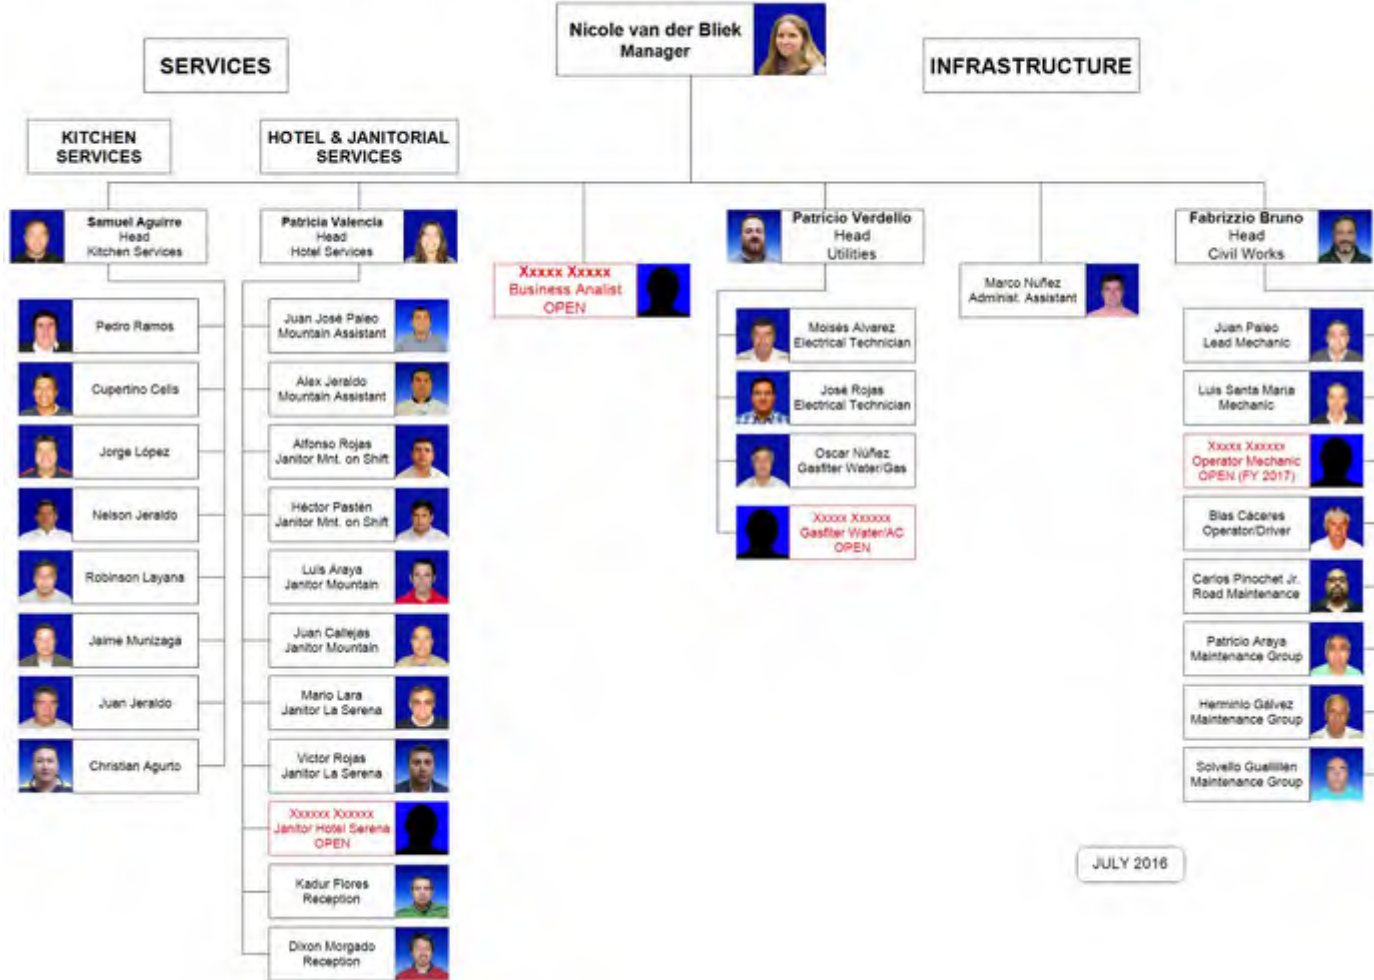 Nicole van der Bliek
Manager
SERVICES
INFRASTRUCTURE
KITCHEN
SERVICES
HOTEL & JANITORIAL
SERVICES
Samuel Aguirre
Head
Kitchen Services
Patricia Valencia
Head
Hotel Services
Xxxxx Xxxxx
Business Analist
OPEN
Patricio Verdello
Head
Utilities
Marco Nuñez
Administ. Assistant
Fabrizzio Bruno
Head
Civil Works
Pedro Ramos
Cupertino Celis
Jorge López
Nelson Jeraldo
Robinson Layana
Jaime Munizaga
Juan Jeraldo
Christian Agurto
Juan José Paleo
Mountain Assistant
Alex Jeraldo
Mountain Assistant
Alfonso Rojas
Janitor Mnt. on Shift
Héctor Pastén
Janitor Mnt. on Shift
Luis Araya
Janitor Mountain
Juan Callejas
Janitor Mountain
Mario Lara
Janitor La Serena
Victor Rojas
Janitor La Serena
Xxxxxx Xxxxxx
Janitor Hotel Serena
OPEN
Kadur Flores
Reception
Dixon Morgado
Reception
Moisés Alvarez
Electrical Technician
José Rojas
Electrical Technician
Oscar Núñez
Gasfiter Water/Gas
Xxxxx Xxxxxx
Gasfiter Water/AC
OPEN
Juan Paleo
Lead Mechanic
Luis Santa Maria
Mechanic
Xxxxx Xxxxxx
Operator Mechanic
OPEN (FY 2017)
Blas Cáceres
Operator/Driver
Carlos Pinochet Jr.
Road Maintenance
Patricio Araya
Maintenance Group
Herminio Gálvez
Maintenance Group
Maintenance Group
JULY 2016